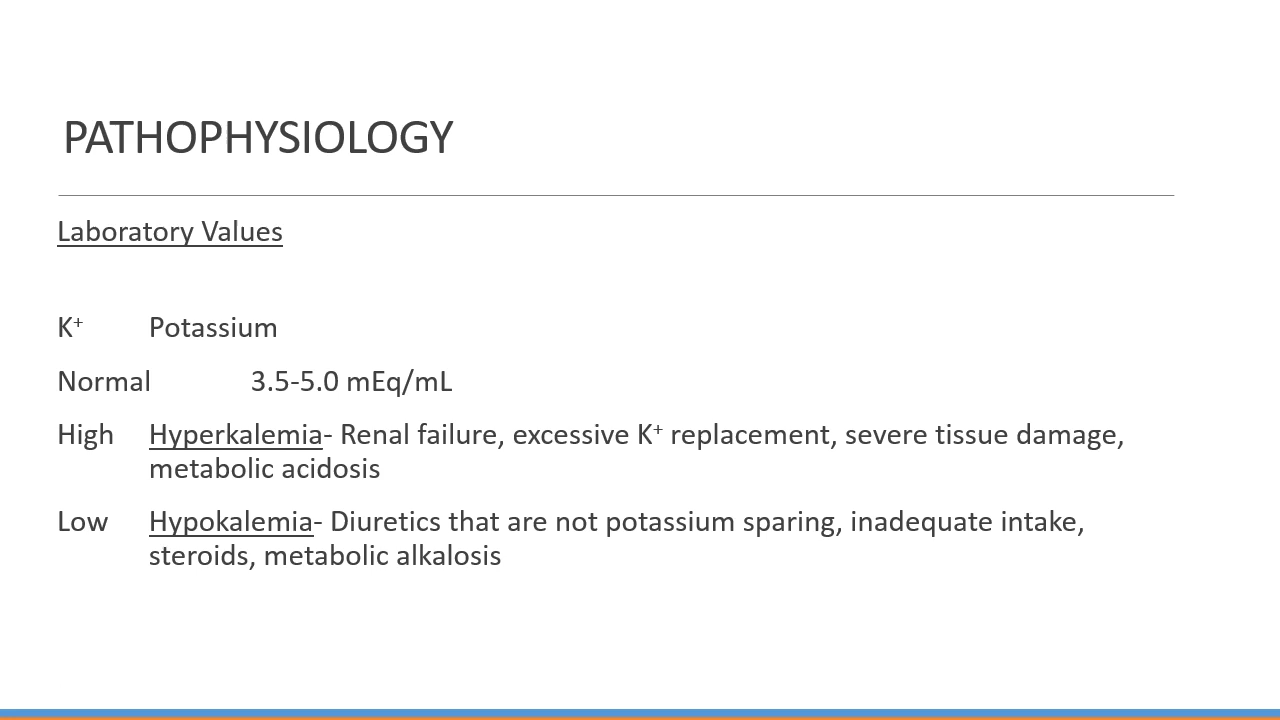 PATHOPHYSIOLOGY
Laboratory Values
K⁺ Potassium
Normal 3.5-5.0 mEq/mL
High Hyperkalemia- Renal failure, excessive K⁺ replacement, severe tissue damage,
metabolic acidosis
Low Hypokalemia- Diuretics that are not potassium sparing, inadequate intake,
steroids, metabolic alkalosis